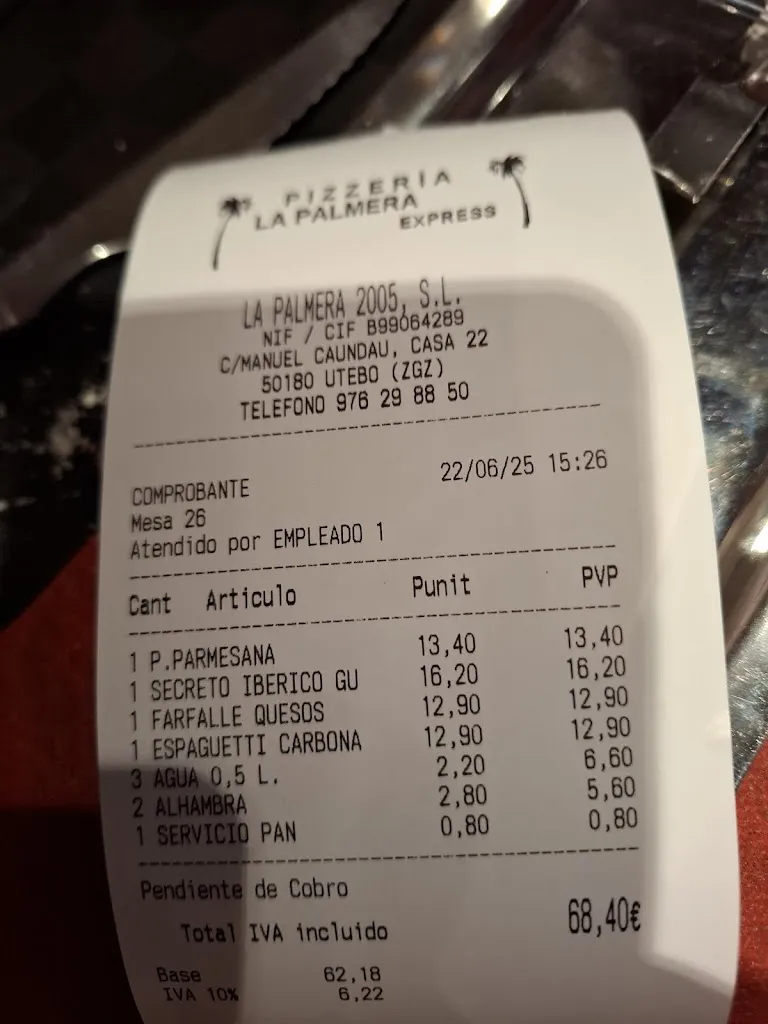 PIZZERIA
LA PALMERA
EXPRESS
LA PALMERA 2005, S.L.
NIF / CIF B99064289
C/MANUEL CAUNDAU, CASA 22
50180 UTEBO (ZGZ)
TELEFONO 976 29 88 50
COMPROBANTE 22/06/25 15:26
Mesa 26
Atendido por EMPLEADO 1
Cant Articulo Punit PVP
1 P.PARMESANA 13,40 13,40
1 SECRETO IBERICO GU 16,20 16,20
1 FARFALLE QUESOS 12,90 12,90
1 ESPAGUETTI CARBONA 12,90 12,90
3 AGUA 0,5 L. 2,20 6,60
2 ALHAMBRA 2,80 5,60
1 SERVICIO PAN 0,80 0,80
Pendiente de Cobro
Total IVA incluido 68,40€
Base 62,18
IVA 10% 6,22